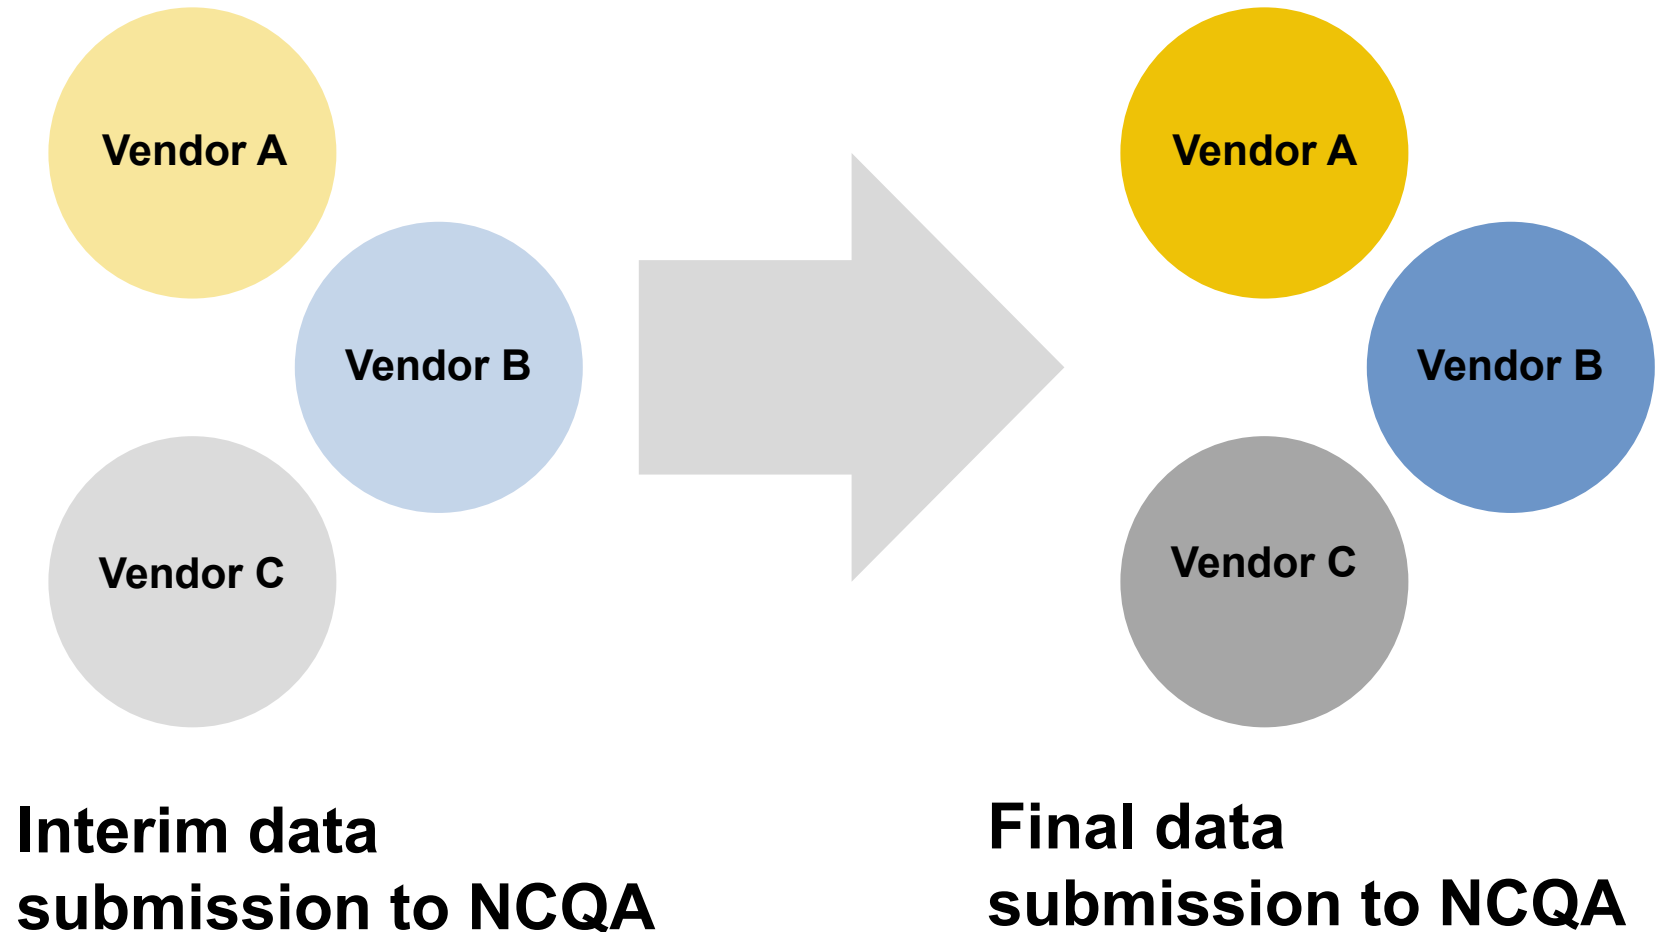 Vendor A
Vendor B
Vendor C
Interim data
submission to NCQA
Vendor A
Vendor B
Vendor C
Final data
submission to NCQA